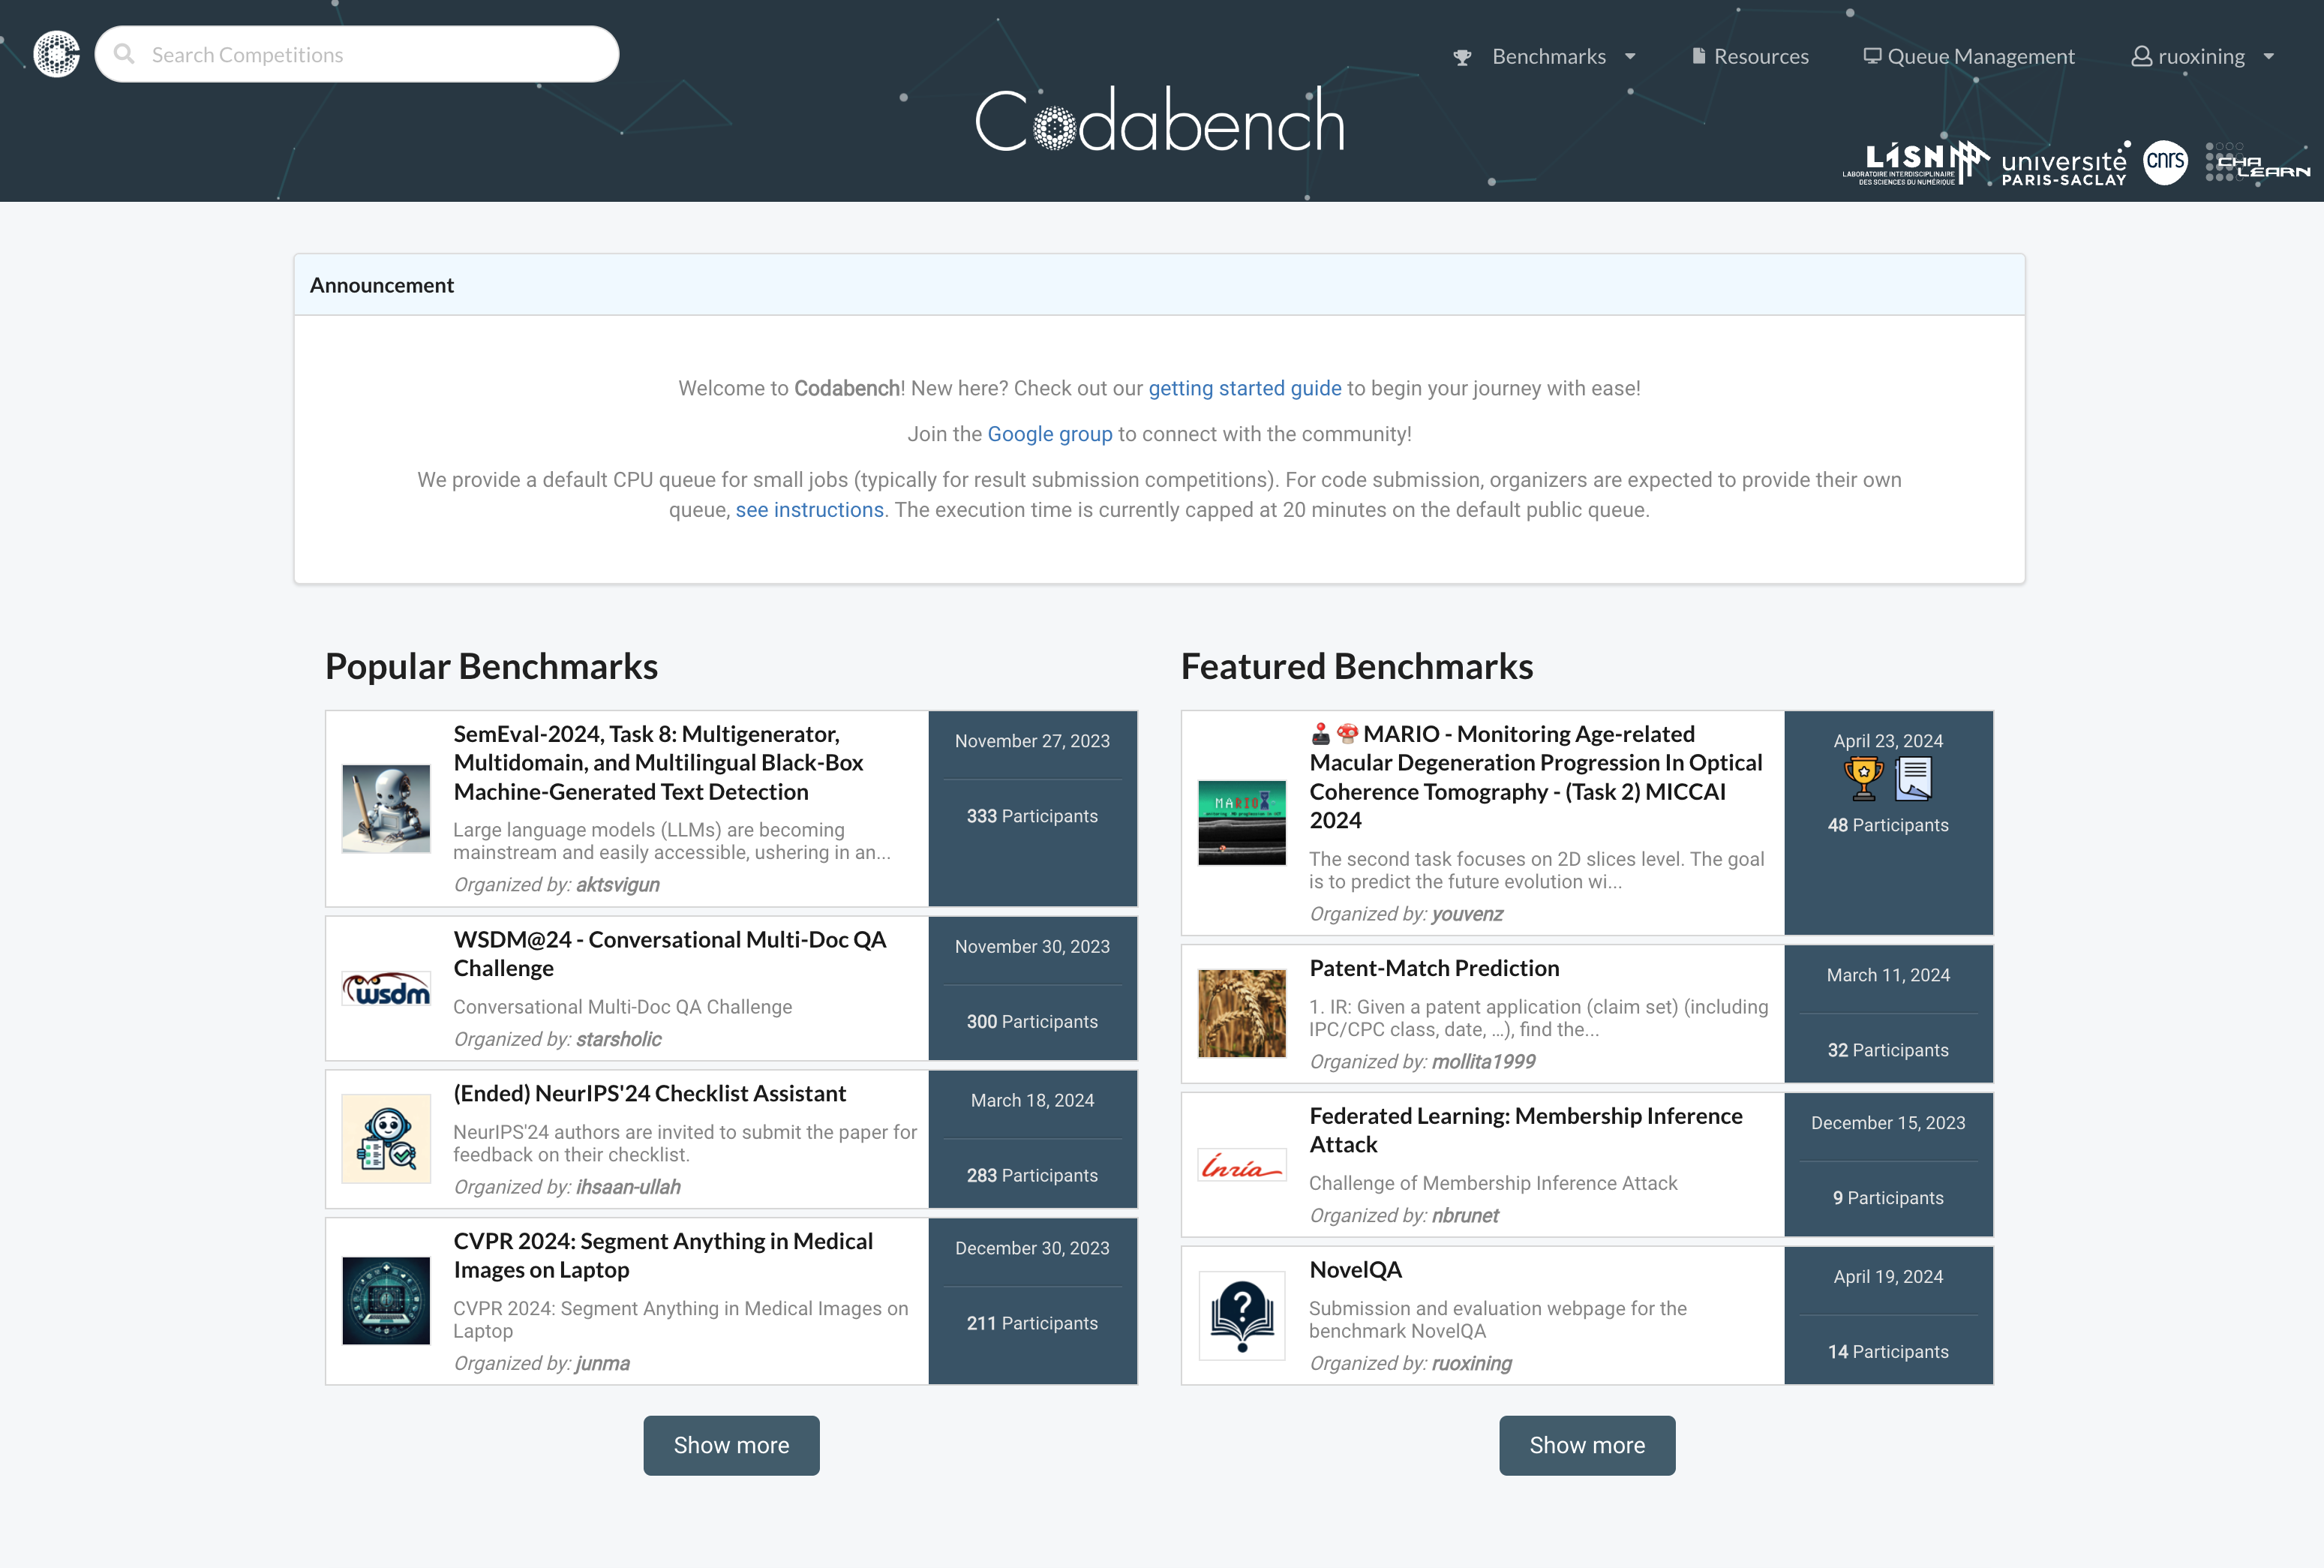 Search Competitions
Benchmarks
Resources
Queue Management
ruoxining
Codabench
LISN
LABORATOIRE INTERDISCIPLINAIRE
DES SCIENCES DU NUMÉRIQUE
université
PARIS-SACLAY
cnrs
CHA
LEARN
Announcement
Welcome to Codabench! New here? Check out our getting started guide to begin your journey with ease!
Join the Google group to connect with the community!
We provide a default CPU queue for small jobs (typically for result submission competitions). For code submission, organizers are expected to provide their own
queue, see instructions. The execution time is currently capped at 20 minutes on the default public queue.
Popular Benchmarks
SemEval-2024, Task 8: Multigenerator,
Multidomain, and Multilingual Black-Box
Machine-Generated Text Detection
Large language models (LLMs) are becoming
mainstream and easily accessible, ushering in an...
Organized by: aktsvigun
November 27, 2023
333 Participants
wsdm
WSDM@24 - Conversational Multi-Doc QA
Challenge
Conversational Multi-Doc QA Challenge
Organized by: starsholic
November 30, 2023
300 Participants
(Ended) NeurIPS'24 Checklist Assistant
NeurIPS'24 authors are invited to submit the paper for
feedback on their checklist.
Organized by: ihsaan-ullah
March 18, 2024
283 Participants
CVPR 2024: Segment Anything in Medical
Images on Laptop
CVPR 2024: Segment Anything in Medical Images on
Laptop
Organized by: junma
December 30, 2023
211 Participants
Show more
Featured Benchmarks
MARIO
🕹️🍄 MARIO - Monitoring Age-related
Macular Degeneration Progression In Optical
Coherence Tomography - (Task 2) MICCAI
2024
The second task focuses on 2D slices level. The goal
is to predict the future evolution wi...
Organized by: youvenz
April 23, 2024
48 Participants
Patent-Match Prediction
1. IR: Given a patent application (claim set) (including
IPC/CPC class, date, ...), find the...
Organized by: mollita1999
March 11, 2024
32 Participants
Inria
Federated Learning: Membership Inference
Attack
Challenge of Membership Inference Attack
Organized by: nbrunet
December 15, 2023
9 Participants
?
NovelQA
Submission and evaluation webpage for the
benchmark NovelQA
Organized by: ruoxining
April 19, 2024
14 Participants
Show more